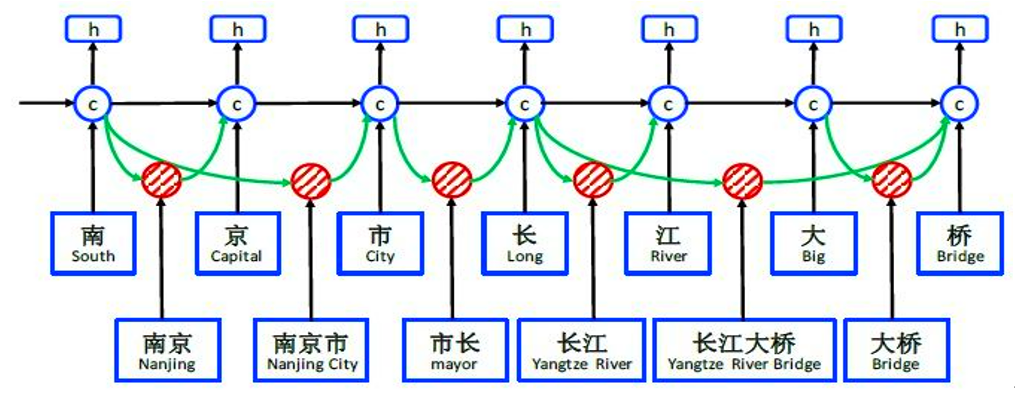 h h h h h h h
c c c c c c c
南 京 市 长 江 大 桥
South Capital City Long River Big Bridge
南京 南京市 市长 长江 长江大桥 大桥
Nanjing Nanjing City mayor Yangtze River Yangtze River Bridge Bridge